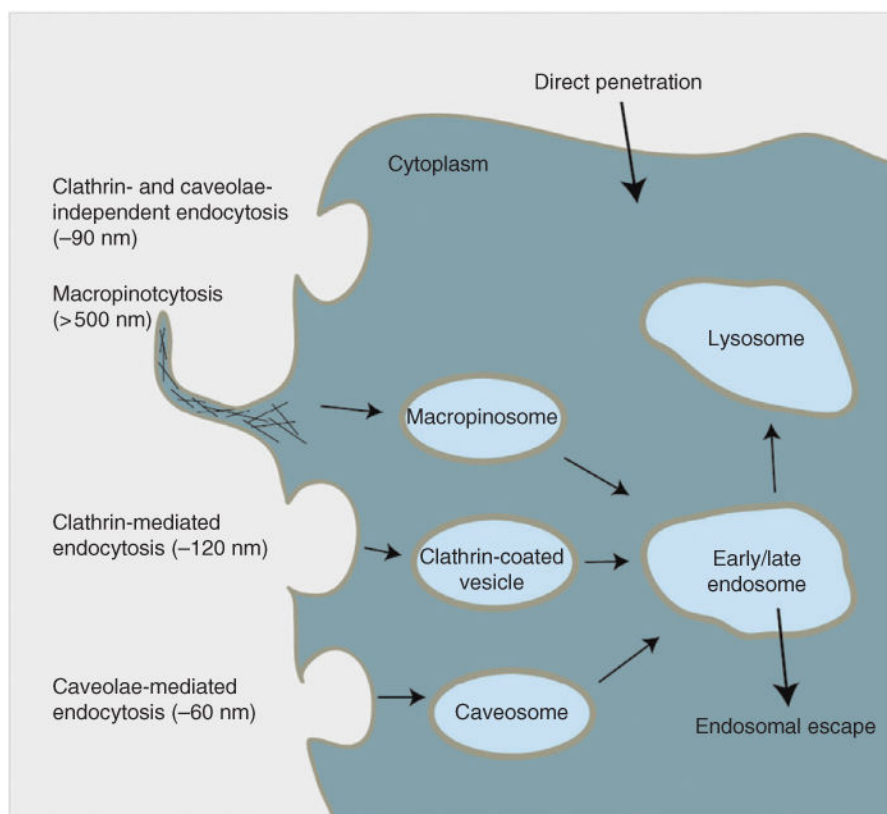 Direct penetration
Cytoplasm
Clathrin- and caveolae-
independent endocytosis
(–90 nm)
Macropinotcytosis
(>500 nm)
Lysosome
Macropinosome
Clathrin-mediated
endocytosis (–120 nm)
Clathrin-coated
vesicle
Early/late
endosome
Caveolae-mediated
endocytosis (–60 nm)
Caveosome
Endosomal escape